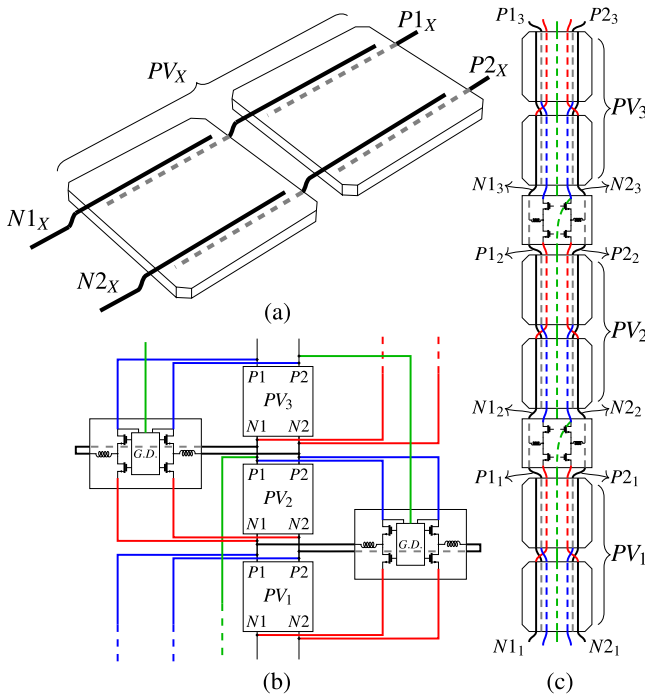 P1_X
PV_X
P2_X
N1_X
N2_X
(a)
P1 P2
PV_3
N1 N2
G.D.
P1 P2
PV_2
N1 N2
G.D.
P1 P2
PV_1
N1 N2
(b)
P1_3 P2_3
PV_3
N1_3 N2_3
P1_2 P2_2
PV_2
N1_2 N2_2
P1_1 P2_1
PV_1
N1_1 N2_1
(c)